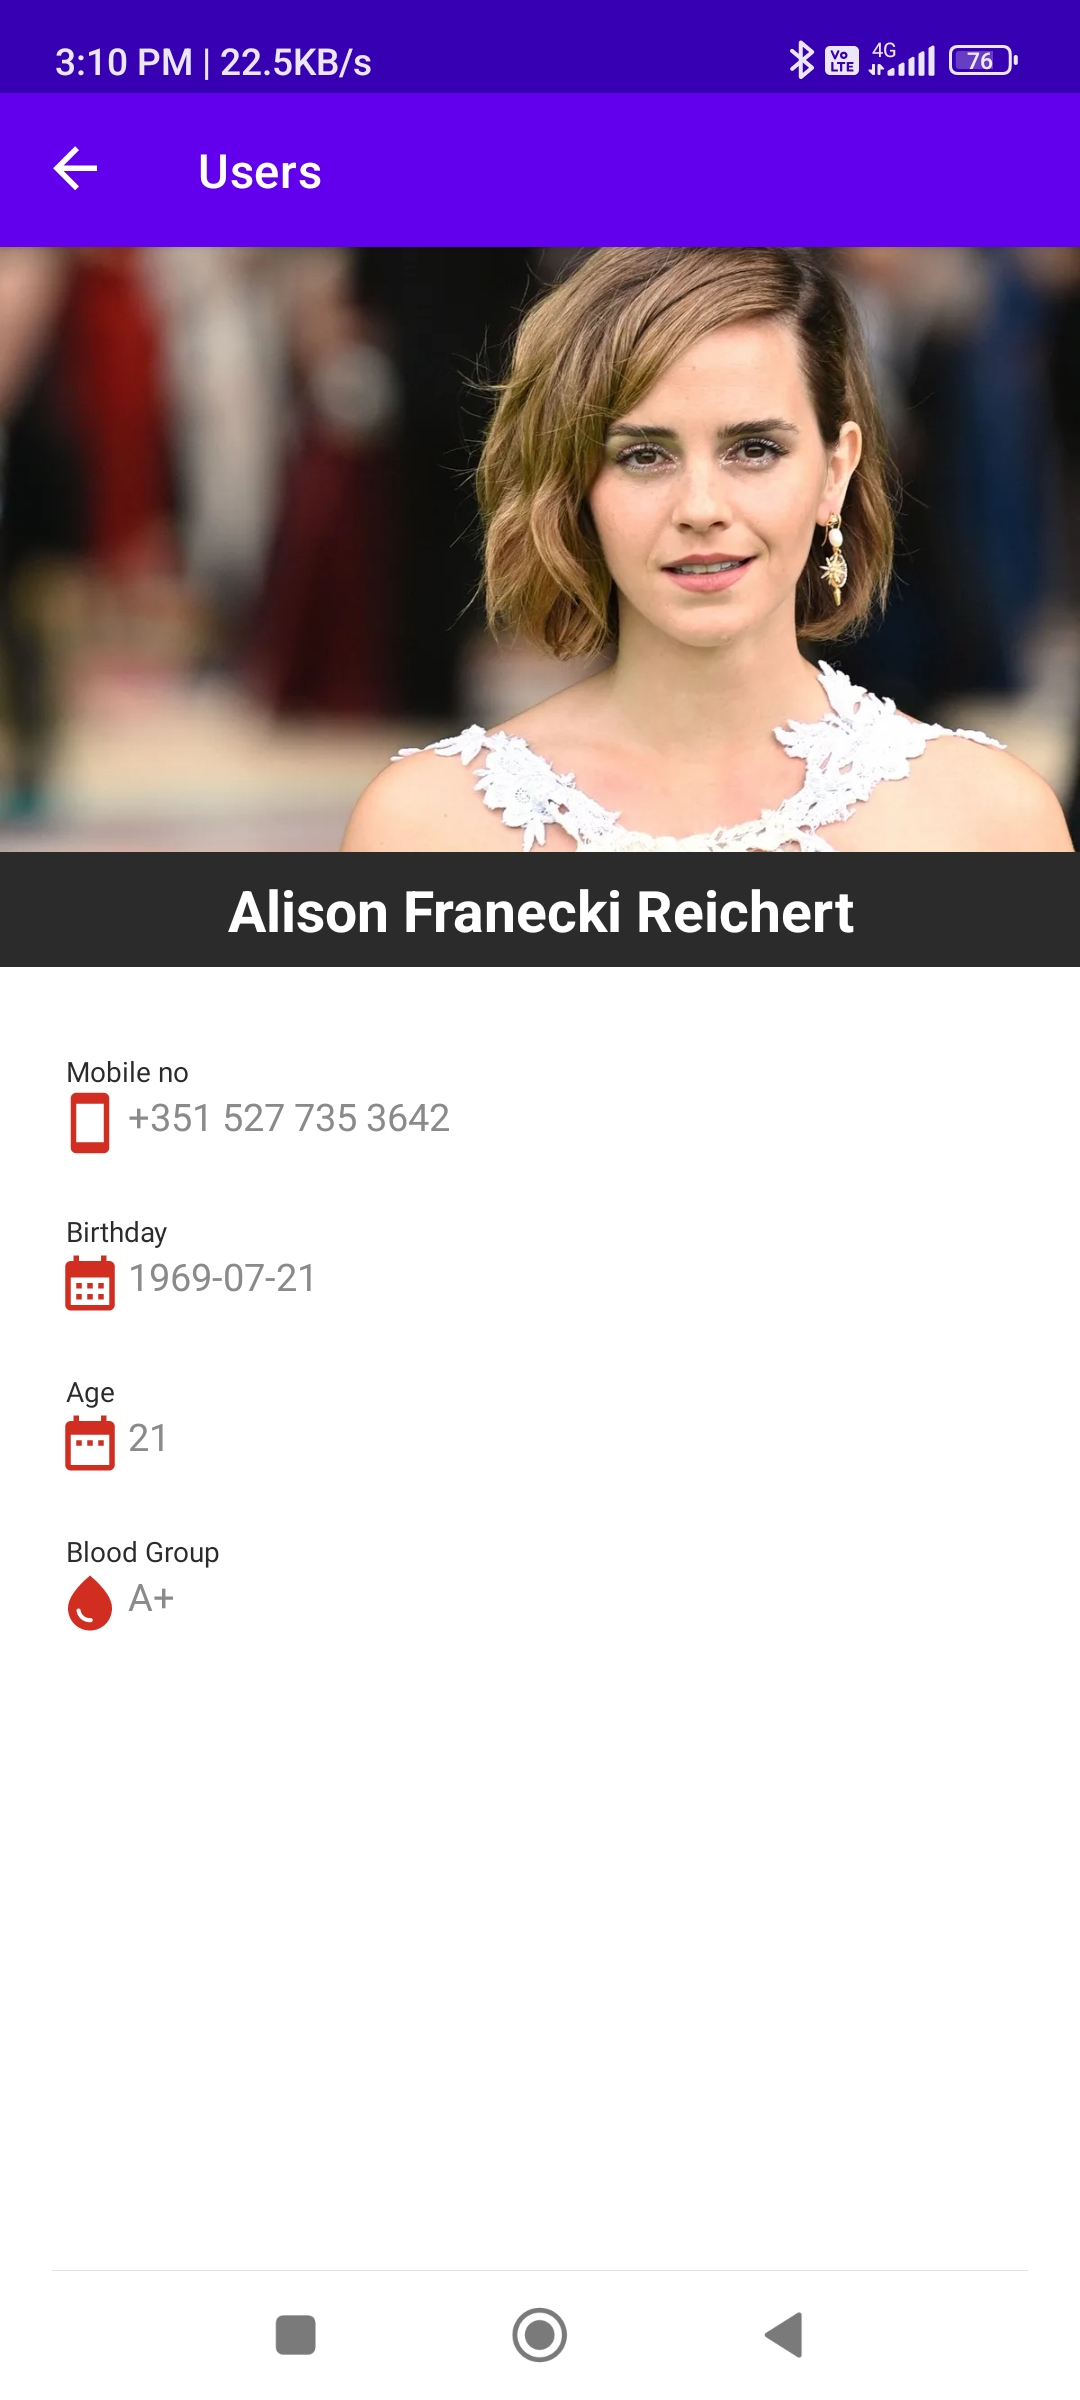 3:10 PM | 22.5KB/s Vo LTE 4G 76
Users
Alison Franecki Reichert
Mobile no
+351 527 735 3642
Birthday
1969-07-21
Age
21
Blood Group
A+